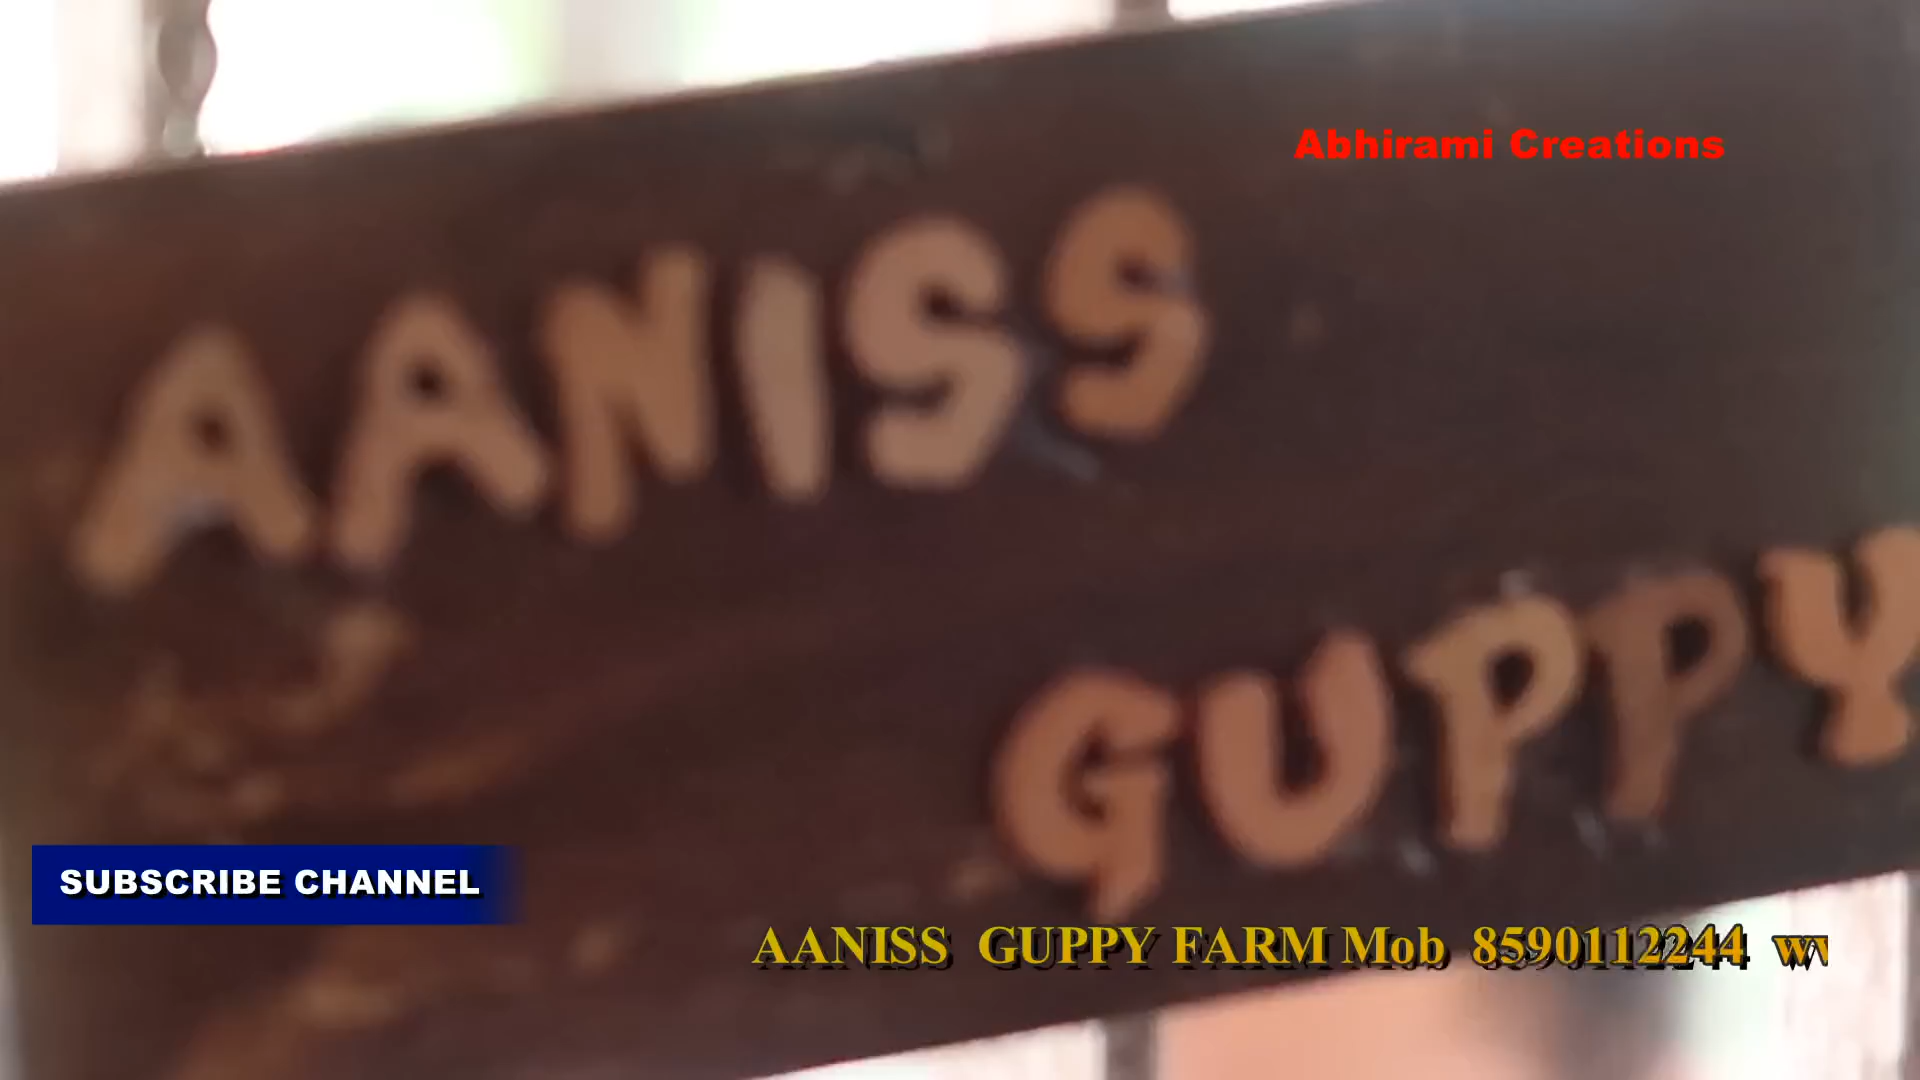 Abhirami Creations
AANISS
GUPPY
SUBSCRIBE CHANNEL
AANISS GUPPY FARM Mob 8590112244